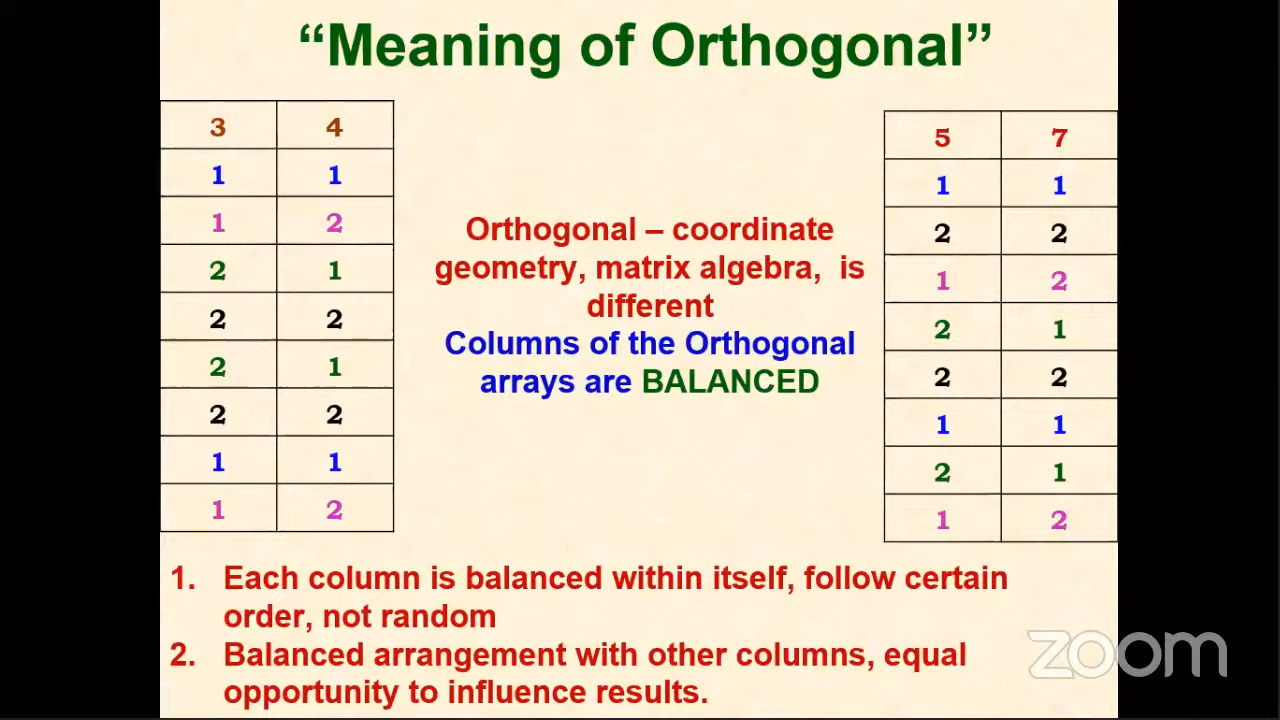 “Meaning of Orthogonal”
3 4
1 1
1 2
2 1
2 2
2 1
2 2
1 1
1 2
Orthogonal – coordinate
geometry, matrix algebra, is
different
Columns of the Orthogonal
arrays are BALANCED
5 7
1 1
2 2
1 2
2 1
2 2
1 1
2 1
1 2
1. Each column is balanced within itself, follow certain
order, not random
2. Balanced arrangement with other columns, equal
opportunity to influence results.
zoom